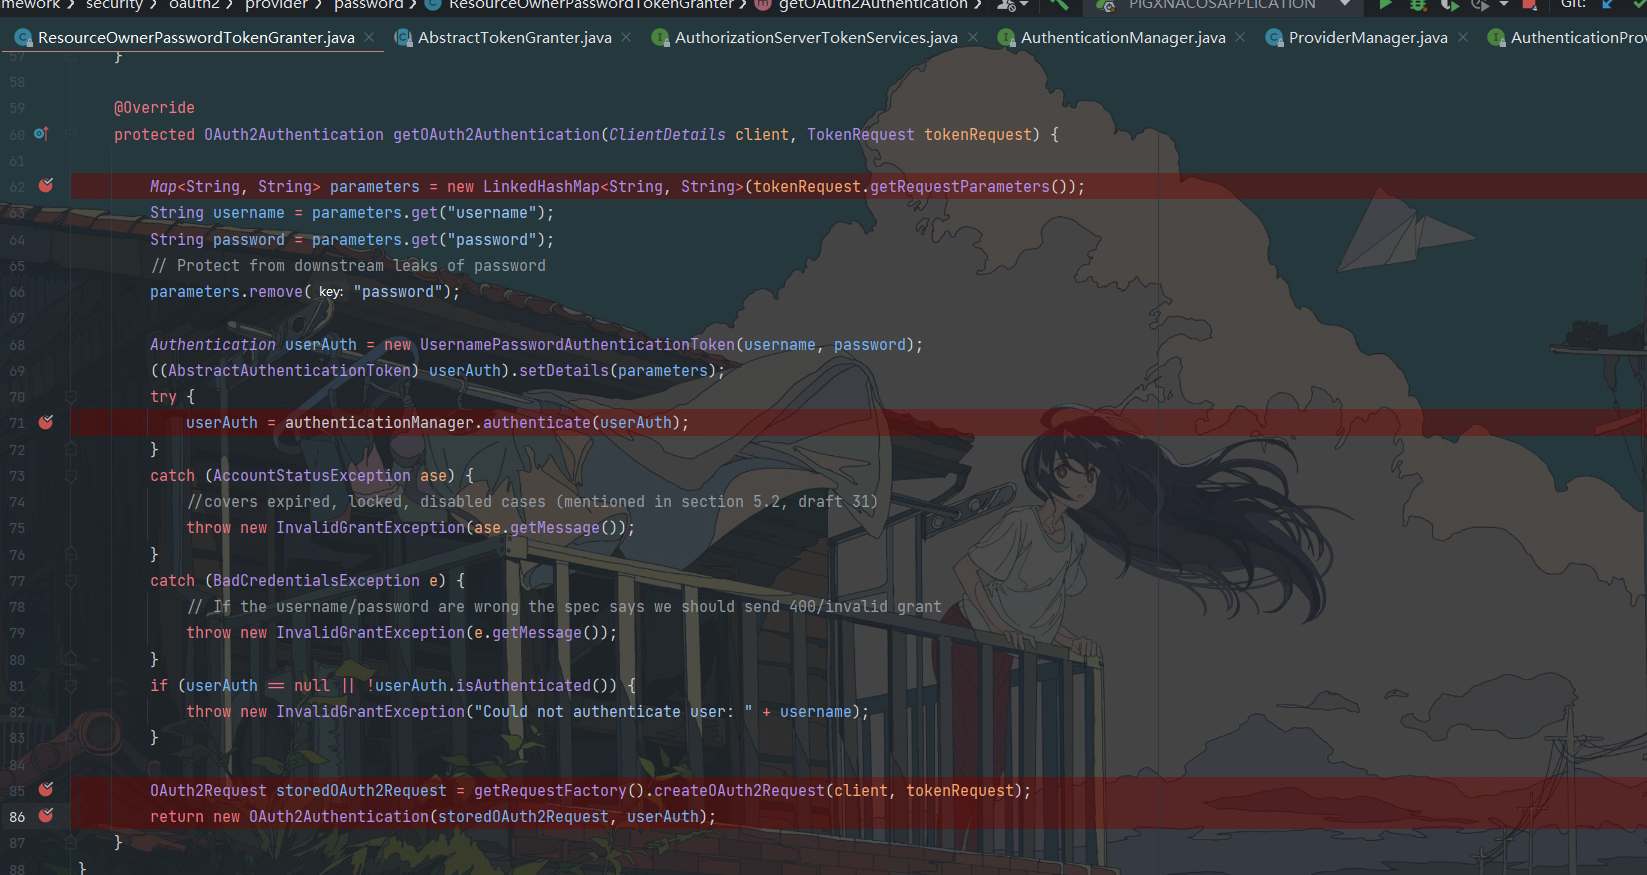 mework > security > oauth2 > provider > password > ResourceOwnerPasswordTokenGranter > getOAuth2Authentication > PIGXNACOSAPPLICATION Git:
ResourceOwnerPasswordTokenGranter.java AbstractTokenGranter.java AuthorizationServerTokenServices.java AuthenticationManager.java ProviderManager.java AuthenticationPro
57 }
58
59 @Override
60 protected OAuth2Authentication getOAuth2Authentication(ClientDetails client, TokenRequest tokenRequest) {
61
62 Map<String, String> parameters = new LinkedHashMap<String, String>(tokenRequest.getRequestParameters());
63 String username = parameters.get("username");
64 String password = parameters.get("password");
65 // Protect from downstream leaks of password
66 parameters.remove( key: "password");
67
68 Authentication userAuth = new UsernamePasswordAuthenticationToken(username, password);
69 ((AbstractAuthenticationToken) userAuth).setDetails(parameters);
70 try {
71 userAuth = authenticationManager.authenticate(userAuth);
72 }
73 catch (AccountStatusException ase) {
74 //covers expired, locked, disabled cases (mentioned in section 5.2, draft 31)
75 throw new InvalidGrantException(ase.getMessage());
76 }
77 catch (BadCredentialsException e) {
78 // If the username/password are wrong the spec says we should send 400/invalid grant
79 throw new InvalidGrantException(e.getMessage());
80 }
81 if (userAuth == null || !userAuth.isAuthenticated()) {
82 throw new InvalidGrantException("Could not authenticate user: " + username);
83 }
84
85 OAuth2Request storedOAuth2Request = getRequestFactory().createOAuth2Request(client, tokenRequest);
86 return new OAuth2Authentication(storedOAuth2Request, userAuth);
87 }
88 }